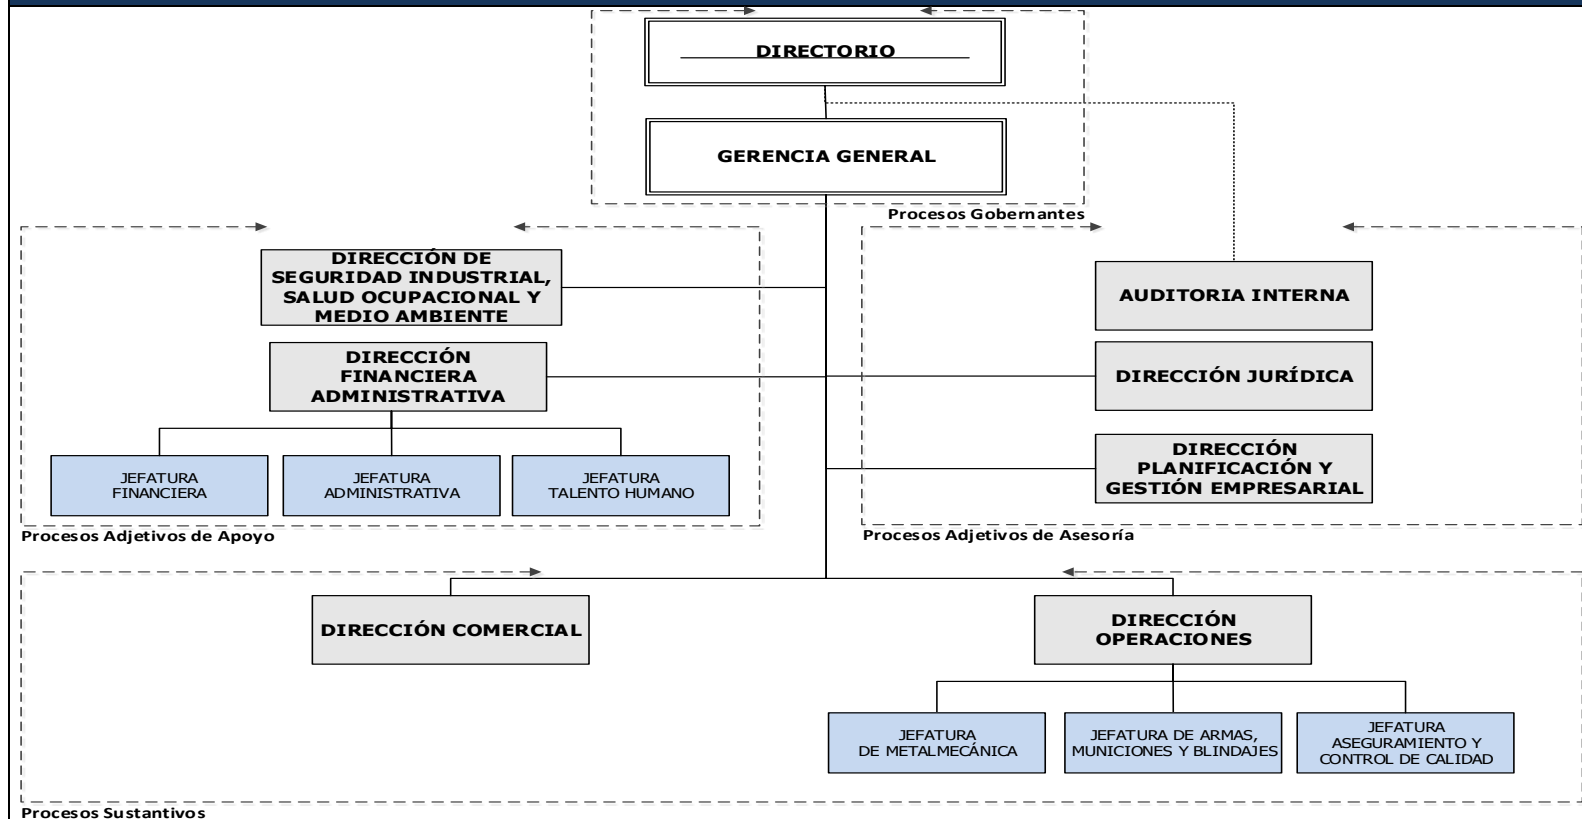 DIRECTORIO
GERENCIA GENERAL
Procesos Gobernantes
DIRECCIÓN DE
SEGURIDAD INDUSTRIAL,
SALUD OCUPACIONAL Y
MEDIO AMBIENTE
DIRECCIÓN
FINANCIERA
ADMINISTRATIVA
JEFATURA
FINANCIERA
JEFATURA
ADMINISTRATIVA
JEFATURA
TALENTO HUMANO
Procesos Adjetivos de Apoyo
AUDITORIA INTERNA
DIRECCIÓN JURÍDICA
DIRECCIÓN
PLANIFICACIÓN Y
GESTIÓN EMPRESARIAL
Procesos Adjetivos de Asesoría
DIRECCIÓN COMERCIAL
DIRECCIÓN
OPERACIONES
JEFATURA
DE METALMECÁNICA
JEFATURA DE ARMAS,
MUNICIONES Y BLINDAJES
JEFATURA
ASEGURAMIENTO Y
CONTROL DE CALIDAD
Procesos Sustantivos